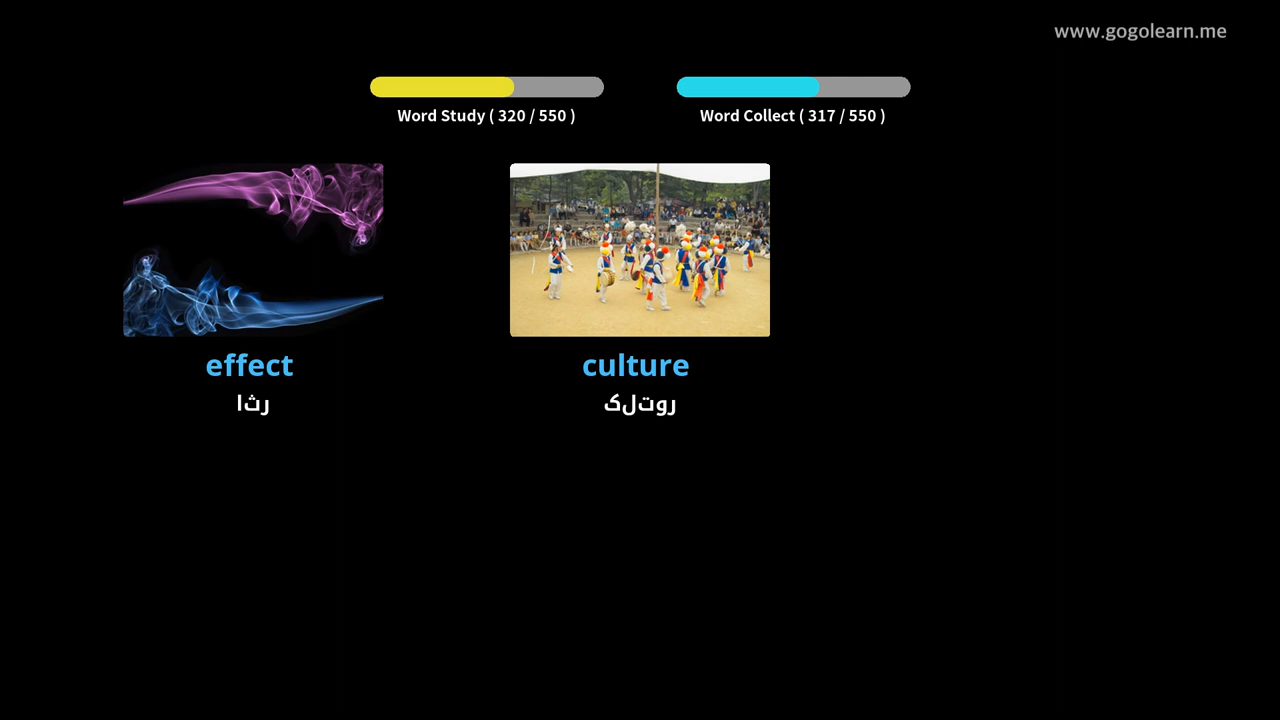 www.gogolearn.me
Word Study ( 320 / 550 )
Word Collect ( 317 / 550 )
effect
رثا
culture
روتلک